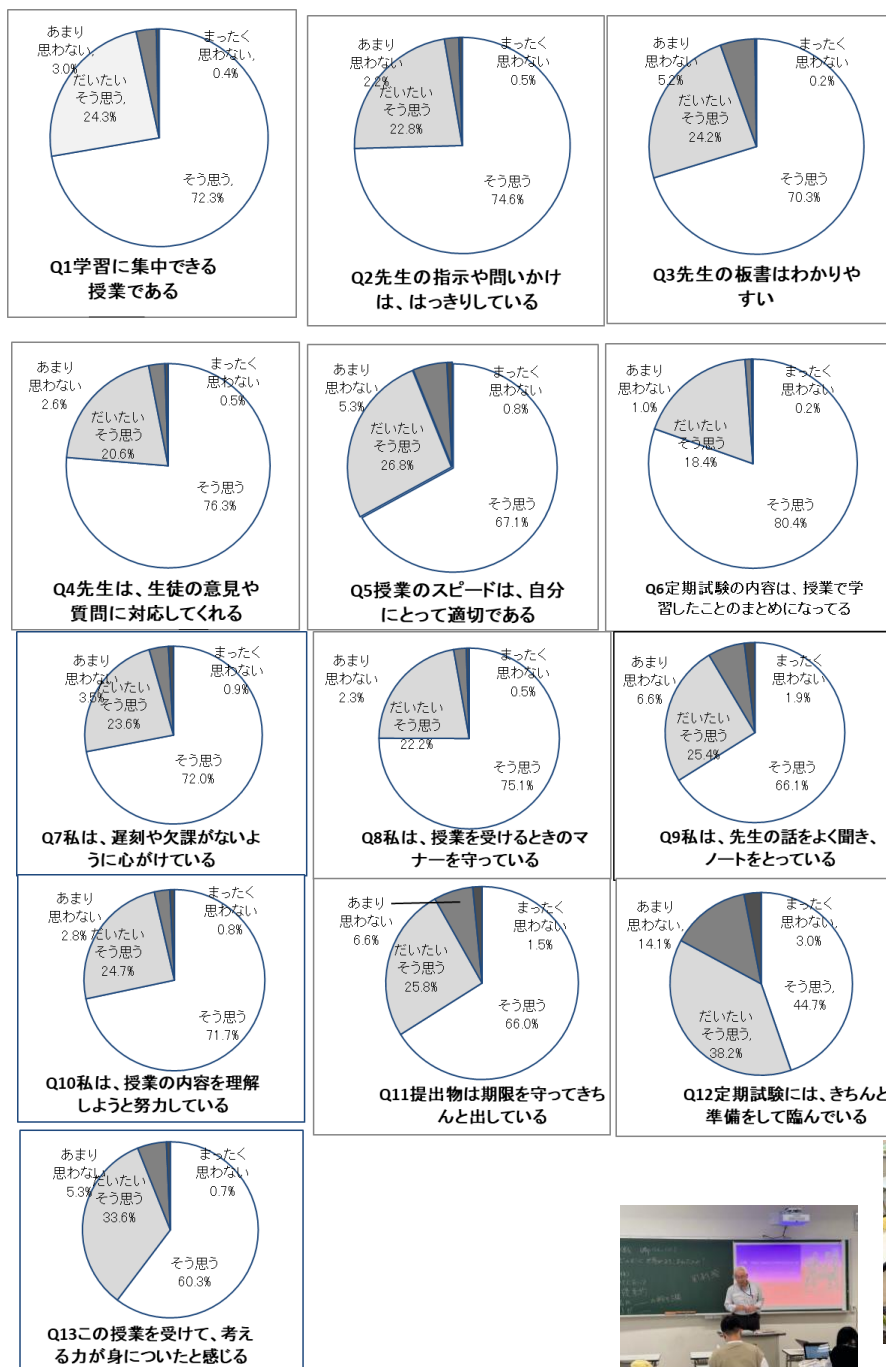 あまり
思わない,
3.0%
まったく
思わない,
0.4%
だいたい
そう思う,
24.3%
そう思う,
72.3%
Q1学習に集中できる
授業である
あまり
思わない
2.2%
まったく
思わない
0.5%
だいたい
そう思う
22.8%
そう思う
74.6%
Q2先生の指示や問いかけ
は、はっきりしている
あまり
思わない
5.2%
まったく
思わない
0.2%
だいたい
そう思う
24.2%
そう思う
70.3%
Q3先生の板書はわかりや
すい
あまり
思わない
2.6%
まったく
思わない
0.5%
だいたい
そう思う
20.6%
そう思う
76.3%
Q4先生は、生徒の意見や
質問に対応してくれる
あまり
思わない
5.3%
まったく
思わない
0.8%
だいたい
そう思う
26.8%
そう思う
67.1%
Q5授業のスピードは、自分
にとって適切である
あまり
思わない
1.0%
まったく
思わない
0.2%
だいたい
そう思う
18.4%
そう思う
80.4%
Q6定期試験の内容は、授業で学
習したことのまとめになってる
あまり
思わない
3.5%
まったく
思わない
0.9%
だいたい
そう思う
23.6%
そう思う
72.0%
Q7私は、遅刻や欠課がないよ
うに心がけている
あまり
思わない
2.3%
まったく
思わない
0.5%
だいたい
そう思う
22.2%
そう思う
75.1%
Q8私は、授業を受けるときのマ
ナーを守っている
あまり
思わない
6.6%
まったく
思わない
1.9%
だいたい
そう思う
25.4%
そう思う
66.1%
Q9私は、先生の話をよく聞き、
ノートをとっている
あまり
思わない
2.8%
まったく
思わない
0.8%
だいたい
そう思う
24.7%
そう思う
71.7%
Q10私は、授業の内容を理解
しようと努力している
あまり
思わない
6.6%
まったく
思わない
1.5%
だいたい
そう思う
25.8%
そう思う
66.0%
Q11提出物は期限を守ってきち
んと出している
あまり
思わない,
14.1%
まったく
思わない,
3.0%
そう思う,
44.7%
だいたい
そう思う,
38.2%
Q12定期試験には、きちんと
準備をして臨んでいる
あまり
思わない
5.3%
まったく
思わない
0.7%
だいたい
そう思う
33.6%
そう思う
60.3%
Q13この授業を受けて、考え
る力が身についたと感じる